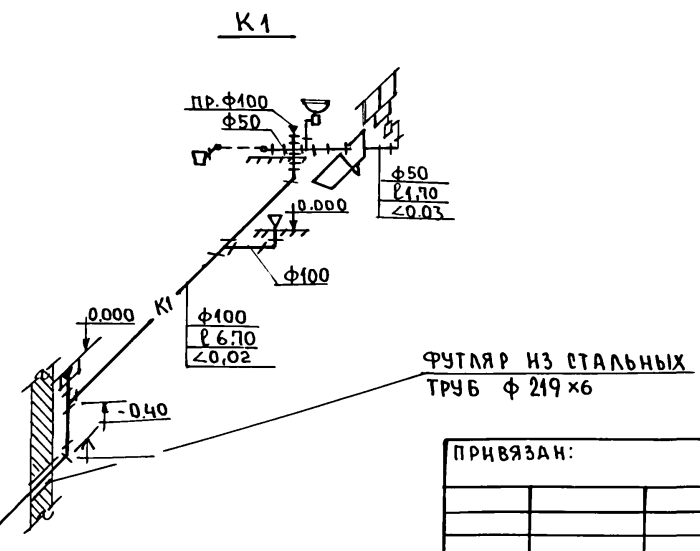 К1
ПР.Ф100
Ф50
Ф50
ℓ1,70
<0.03
0.000
Ф100
К1
0,000
Ф100
ℓ 6.70
<0,02
-0.40
ФУТЛЯР ИЗ СТАЛЬНЫХ
ТРУБ Ф 219×6
ПРИВЯЗАН: